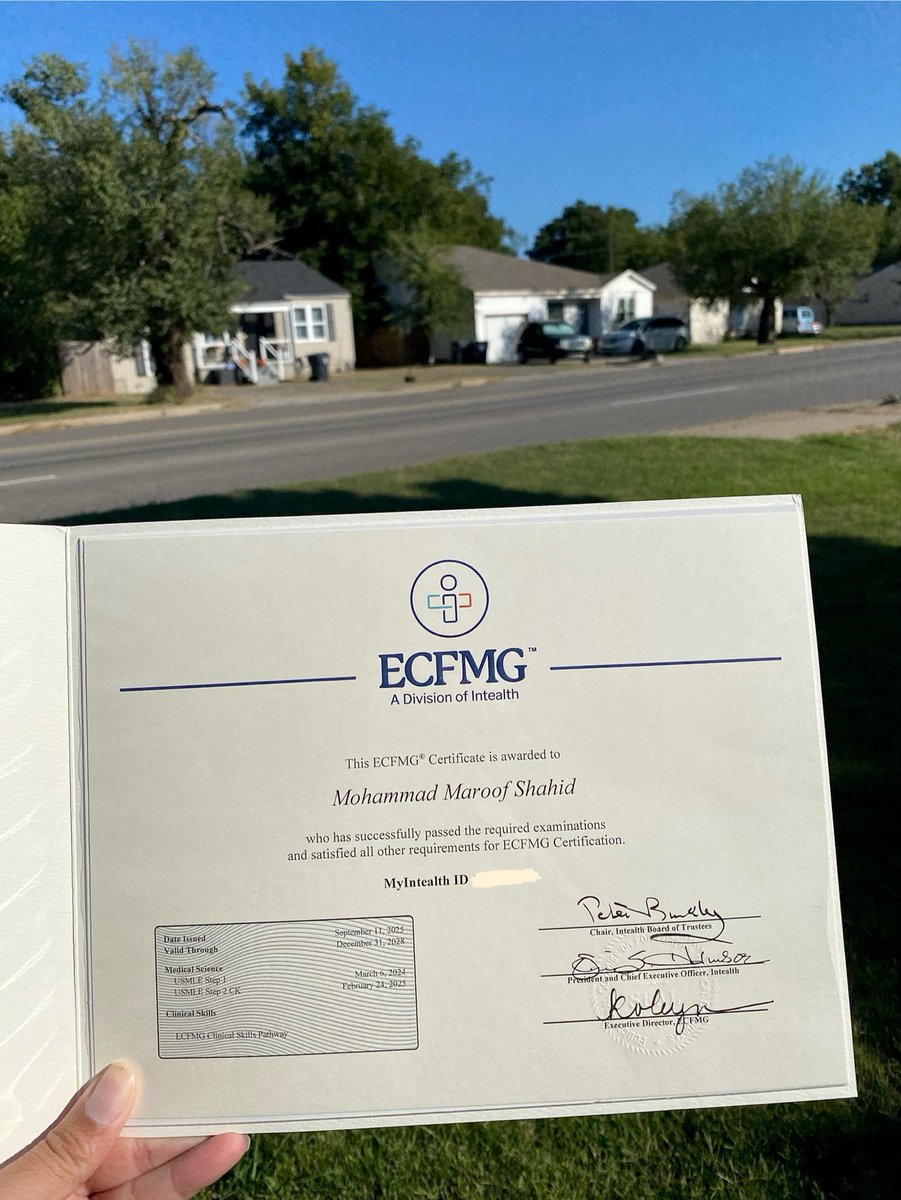 ECFMG™
A Division of Intealth
This ECFMG® Certificate is awarded to
Mohammad Maroof Shahid
who has successfully passed the required examinations
and satisfied all other requirements for ECFMG Certification.
MyIntealth ID
Date Issued September 11, 2025
Valid Through December 31, 2028
Medical Science
USMLE Step 1 March 6, 2024
USMLE Step 2 CK February 24, 2025
Clinical Skills
ECFMG Clinical Skills Pathway
Chair, Intealth Board of Trustees
President and Chief Executive Officer, Intealth
Executive Director, ECFMG